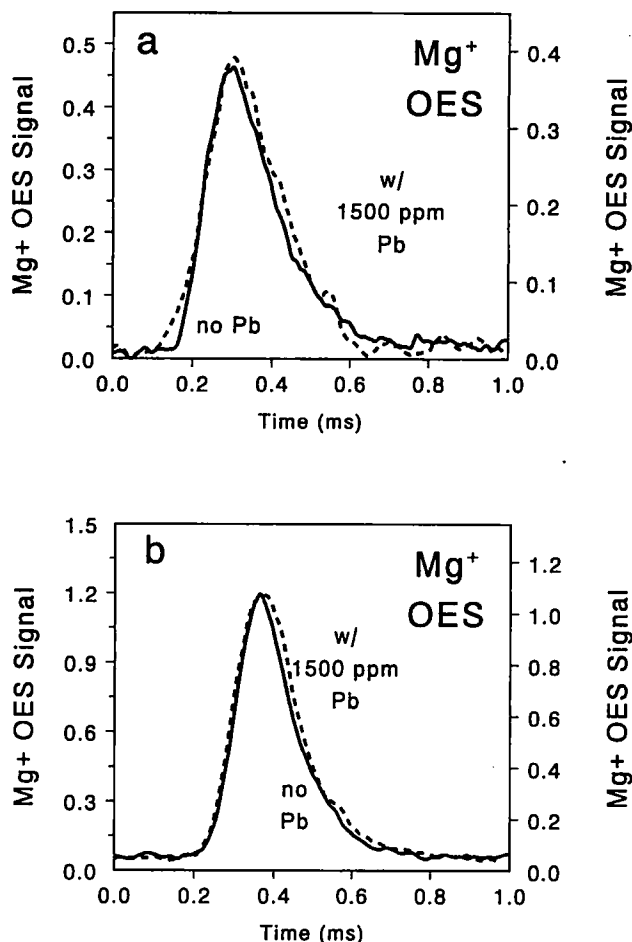 a
Mg+
OES
w/
1500 ppm
Pb
no Pb
Mg+ OES Signal
0.5
0.4
0.3
0.2
0.1
0.0
0.4
0.3
0.2
0.1
0.0
Mg+ OES Signal
0.0 0.2 0.4 0.6 0.8 1.0
Time (ms)
b
Mg+
OES
w/
1500 ppm
Pb
no
Pb
Mg+ OES Signal
1.5
1.2
0.9
0.6
0.3
0.0
1.2
1.0
0.8
0.6
0.4
0.2
0.0
Mg+ OES Signal
0.0 0.2 0.4 0.6 0.8 1.0
Time (ms)